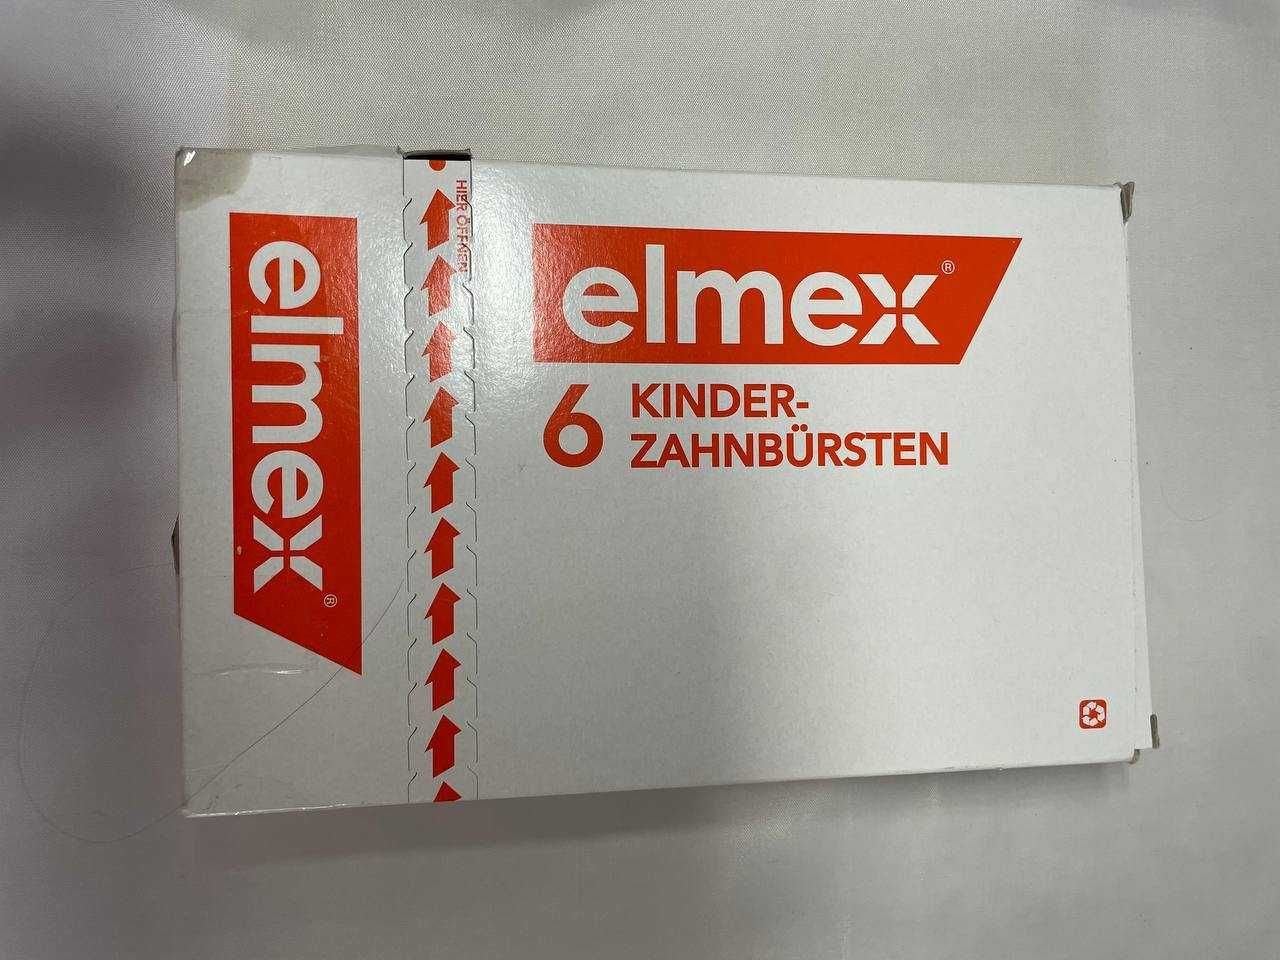 elmex®
HIER ÖFFNEN
elmex®
6 KINDER-
ZAHNBÜRSTEN